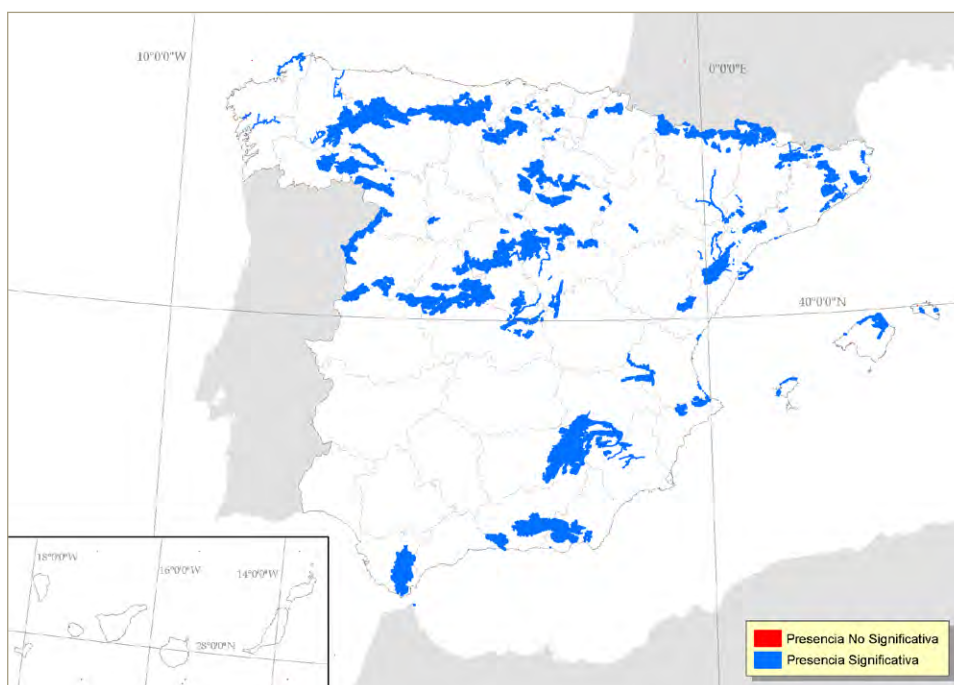 10°0'0"W
0°0'0"E
40°0'0"N
18°0'0"W
16°0'0"W
14°0'0"W
28°0'0"N
Presencia No Significativa
Presencia Significativa